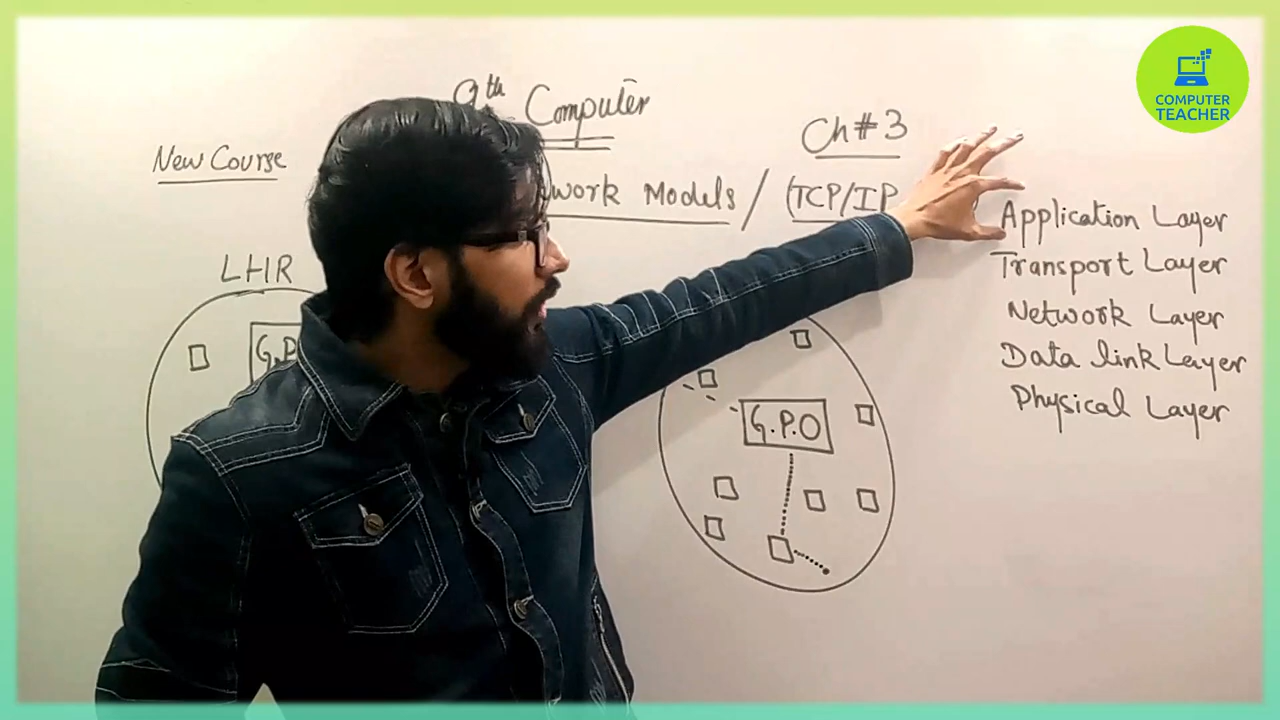 9th Computer
COMPUTER
TEACHER
New Course
Ch # 3
work Models / (TCP/IP
LHR
G.P
G.P.O
Application Layer
Transport Layer
Network Layer
Data link Layer
Physical Layer